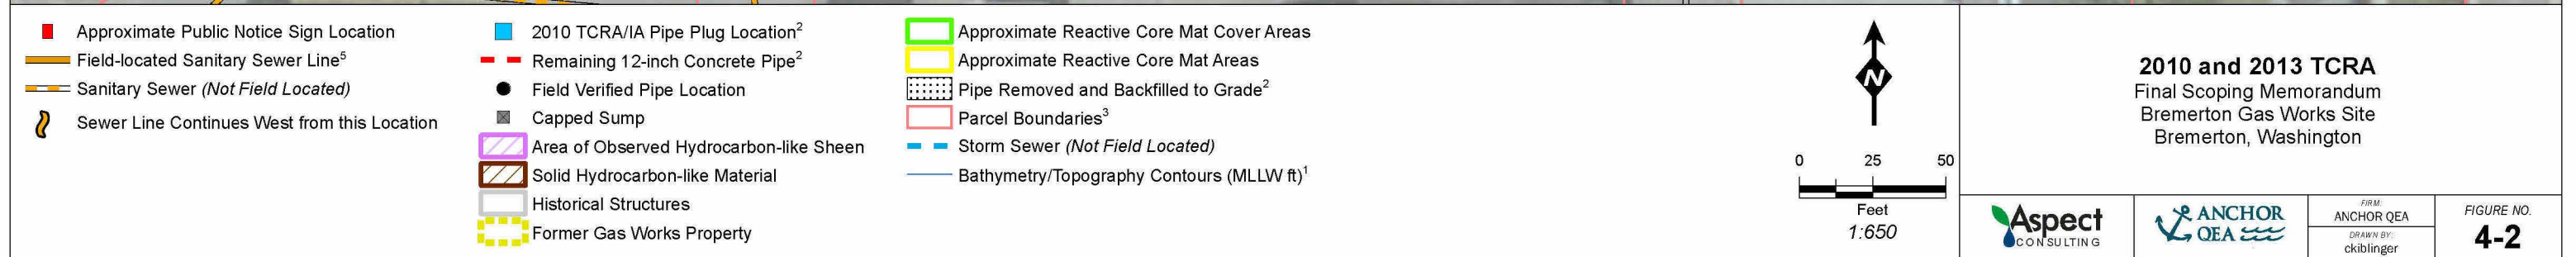 Approximate Public Notice Sign Location
Field-located Sanitary Sewer Line⁵
Sanitary Sewer (Not Field Located)
Sewer Line Continues West from this Location
2010 TCRA/IA Pipe Plug Location²
Remaining 12-inch Concrete Pipe²
Field Verified Pipe Location
Capped Sump
Area of Observed Hydrocarbon-like Sheen
Solid Hydrocarbon-like Material
Historical Structures
Former Gas Works Property
Approximate Reactive Core Mat Cover Areas
Approximate Reactive Core Mat Areas
Pipe Removed and Backfilled to Grade²
Parcel Boundaries³
Storm Sewer (Not Field Located)
Bathymetry/Topography Contours (MLLW ft)¹
N
0 25 50
Feet
1:650
2010 and 2013 TCRA
Final Scoping Memorandum
Bremerton Gas Works Site
Bremerton, Washington
Aspect
CONSULTING
ANCHOR
QEA
FIRM:
ANCHOR QEA
DRAWN BY:
ckiblinger
FIGURE NO.
4-2